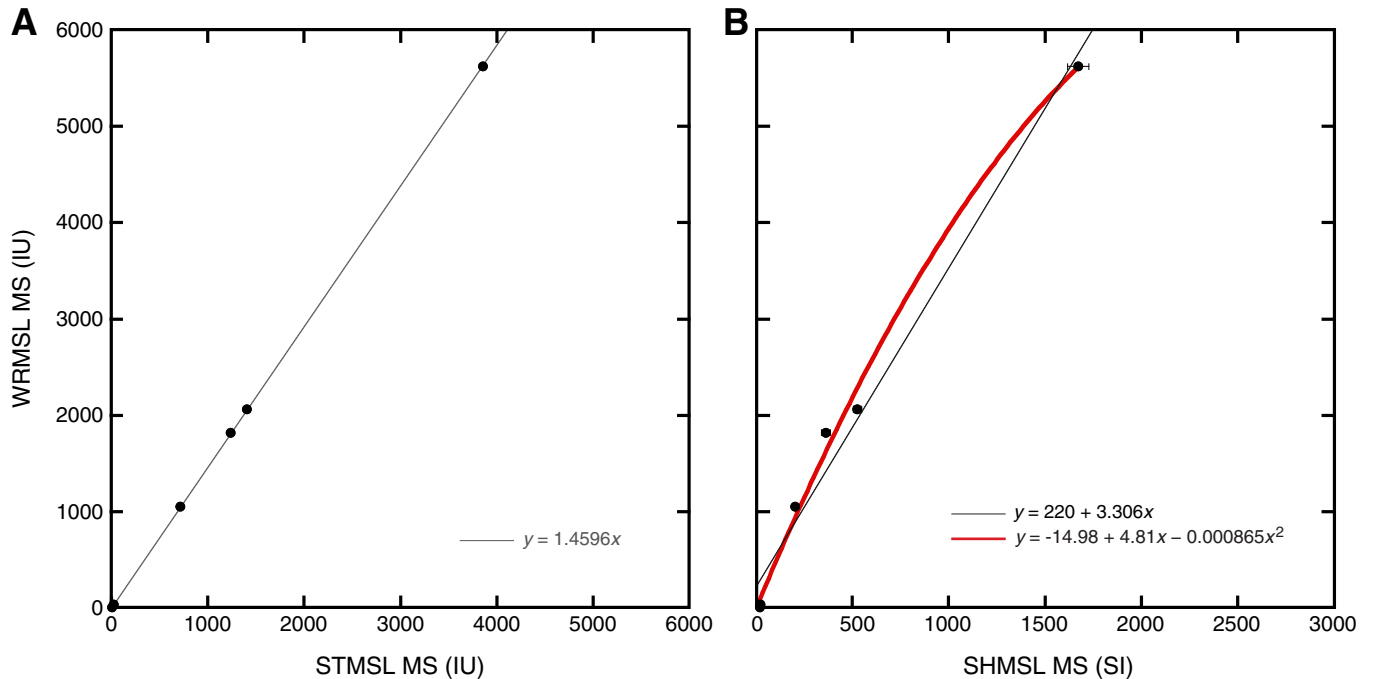 A
B
6000
5000
4000
3000
2000
1000
0
WRMSL MS (IU)
y = 1.4596x
0 1000 2000 3000 4000 5000 6000
STMSL MS (IU)
y = 220 + 3.306x
y = -14.98 + 4.81x – 0.000865x²
0 500 1000 1500 2000 2500 3000
SHMSL MS (SI)